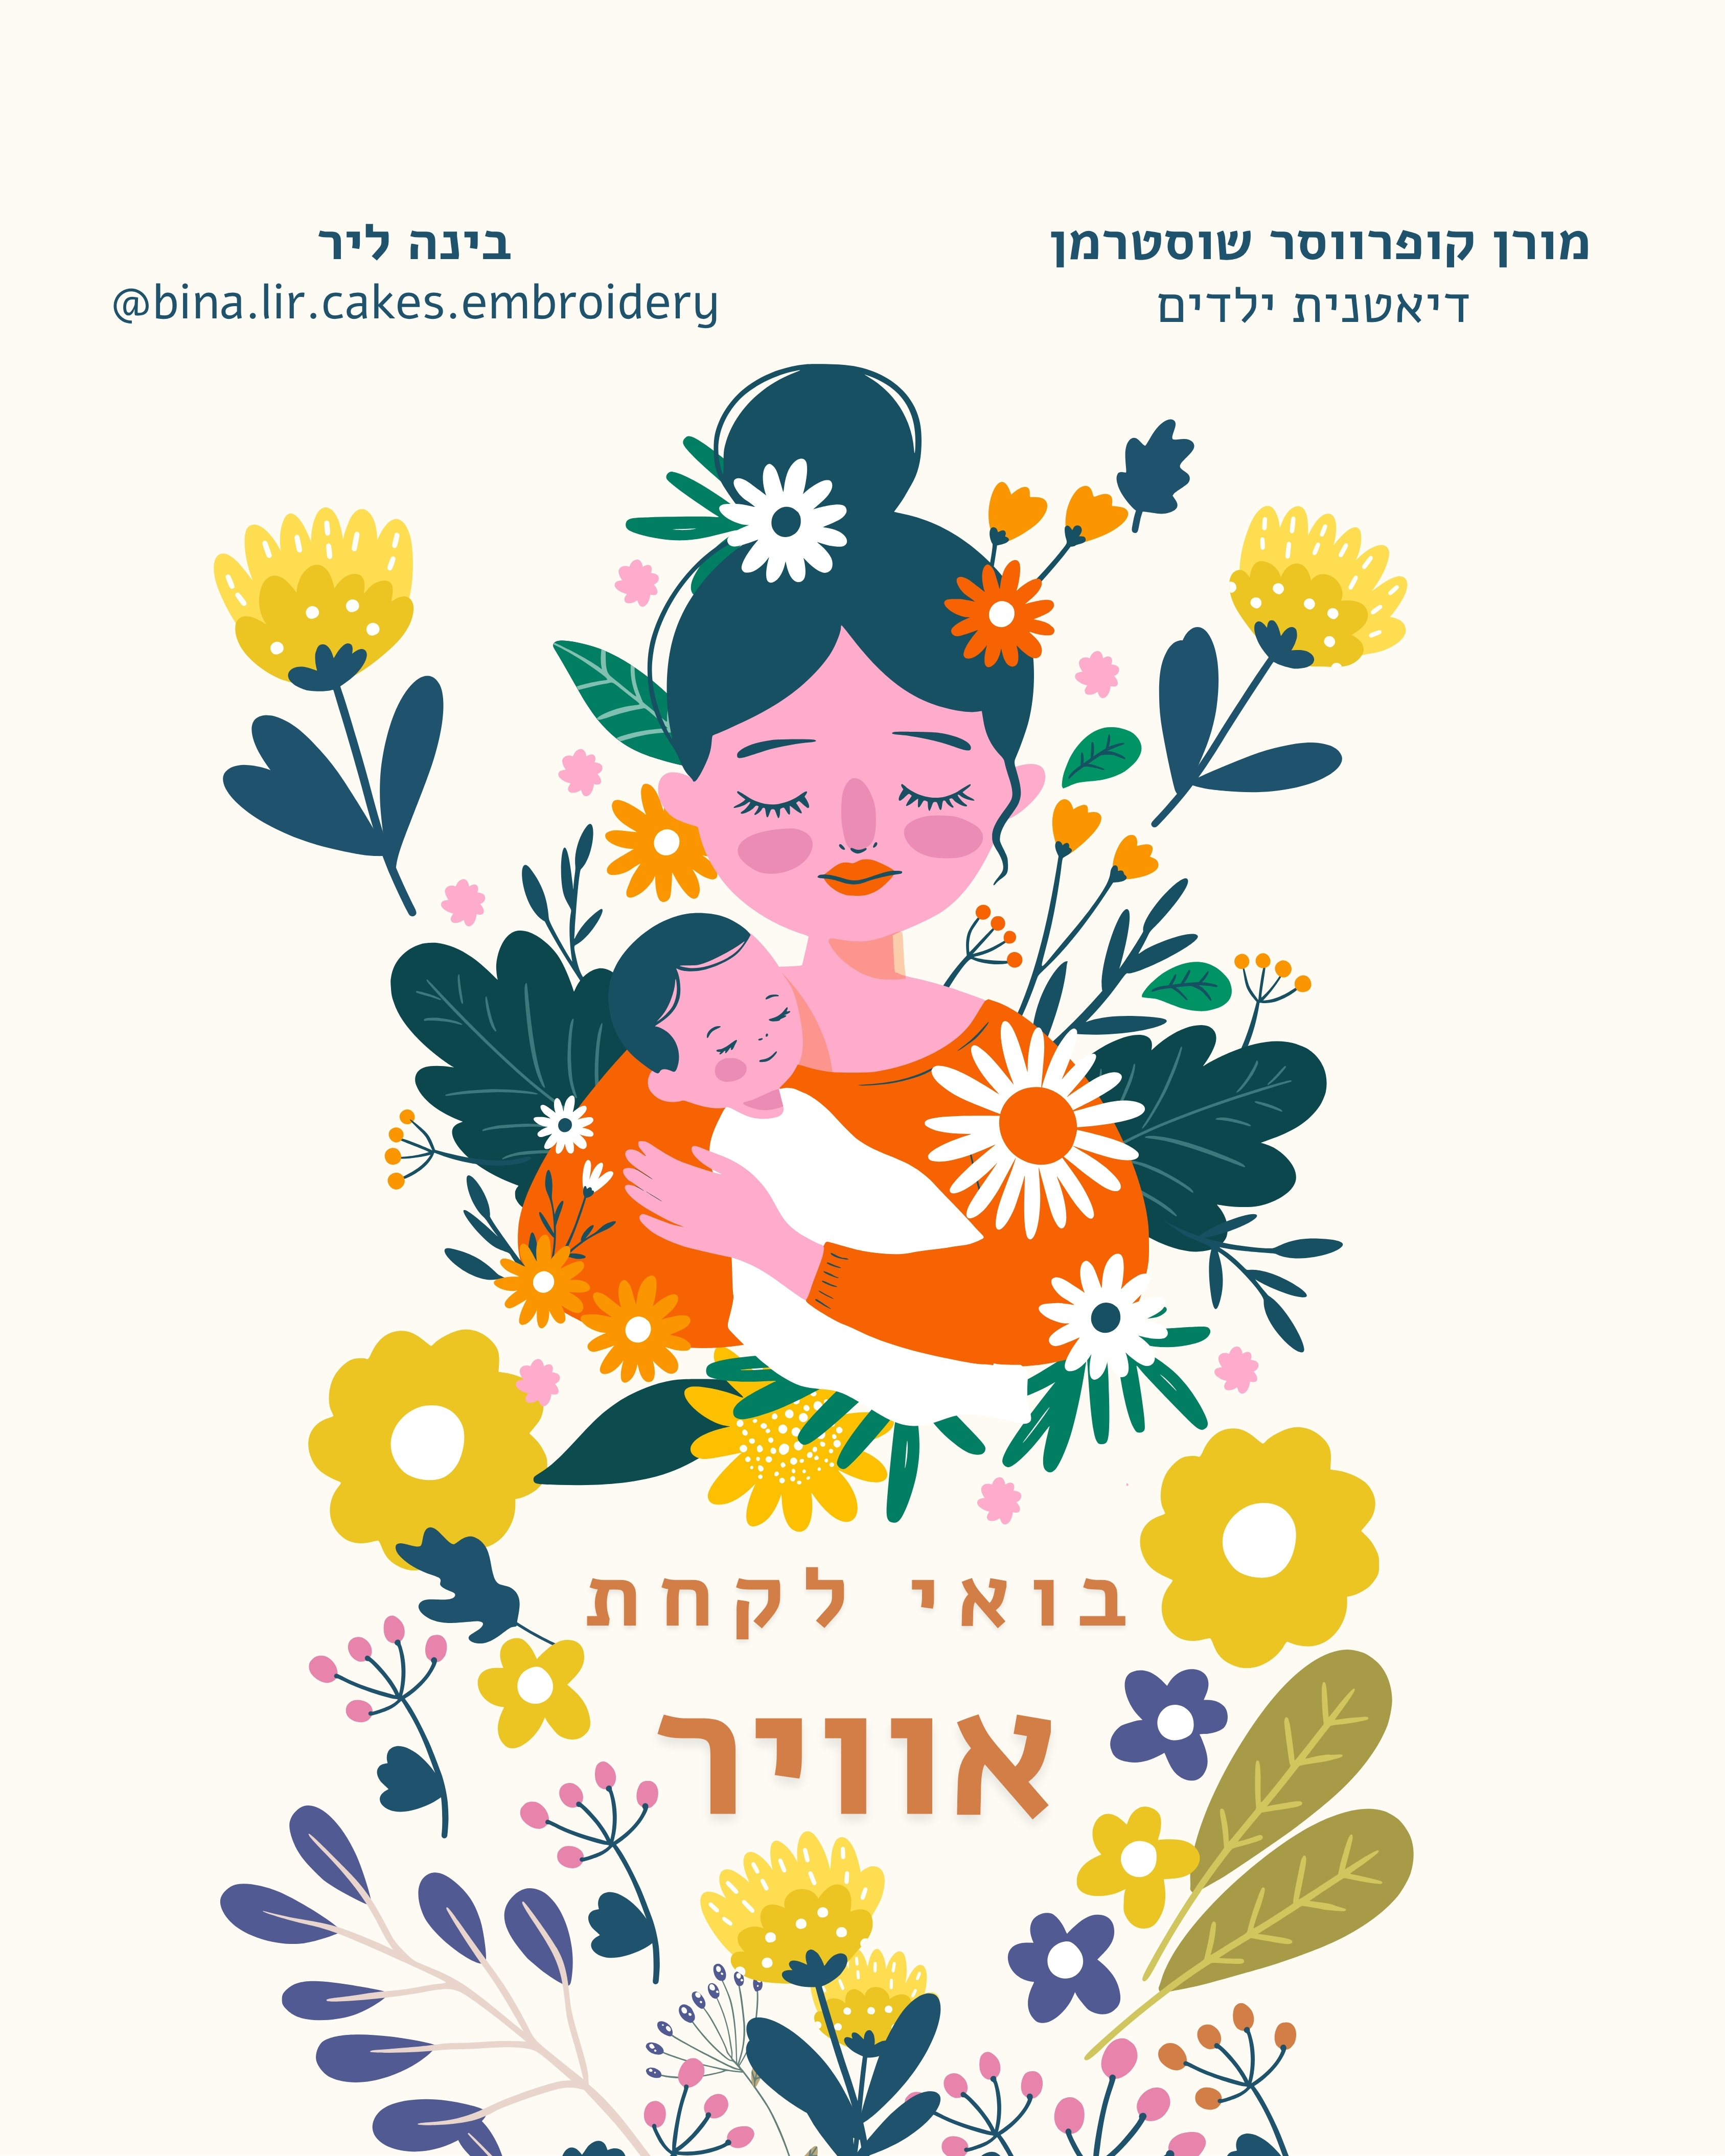 מורן קופרווסר שוסטרמן
דיאטנית ילדים
בינה ליר
@bina.lir.cakes.embroidery
בואי לקחת
אוויר